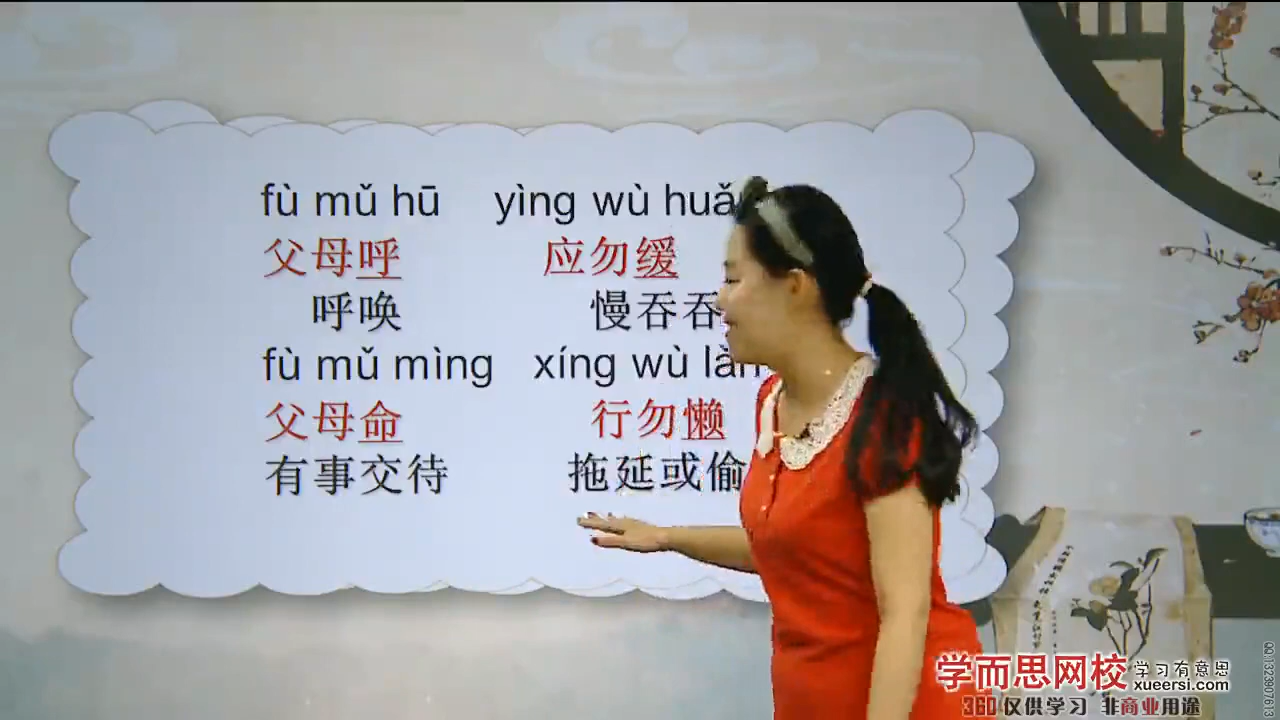 fù mǔ hū yìng wù huǎ
父母呼 应勿缓
呼唤 慢吞吞
fù mǔ mìng xíng wù lǎn
父母命 行勿懒
有事交待 拖延或偷
学而思网校 学习有意思
xueersi.com
360 仅供学习 非商业用途